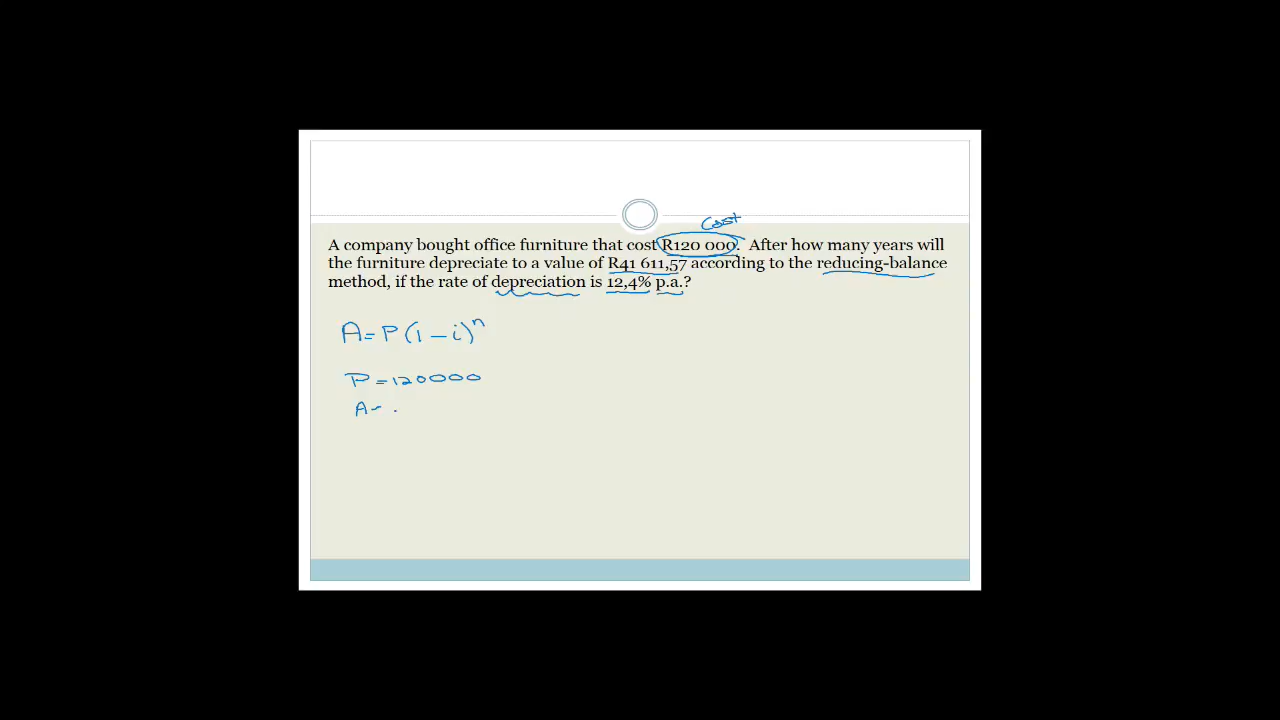 Cost
A company bought office furniture that cost R120 000. After how many years will
the furniture depreciate to a value of R41 611,57 according to the reducing-balance
method, if the rate of depreciation is 12,4% p.a.?
A=P(1-i)^n
P=120000
A=